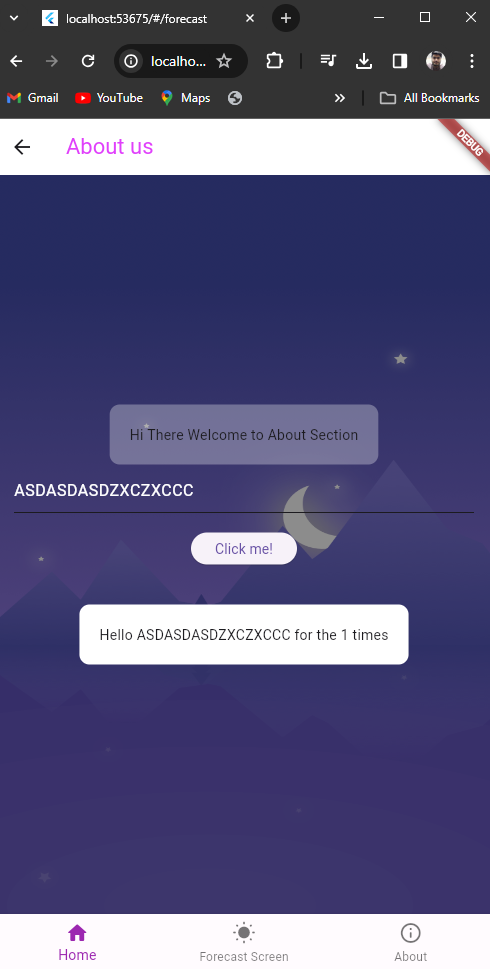 localhost:53675/#/forecast
localho...
Gmail
YouTube
Maps
All Bookmarks
About us
DEBUG
Hi There Welcome to About Section
ASDASDASDZXCZXCCC
Click me!
Hello ASDASDASDZXCZXCCC for the 1 times
Home
Forecast Screen
About